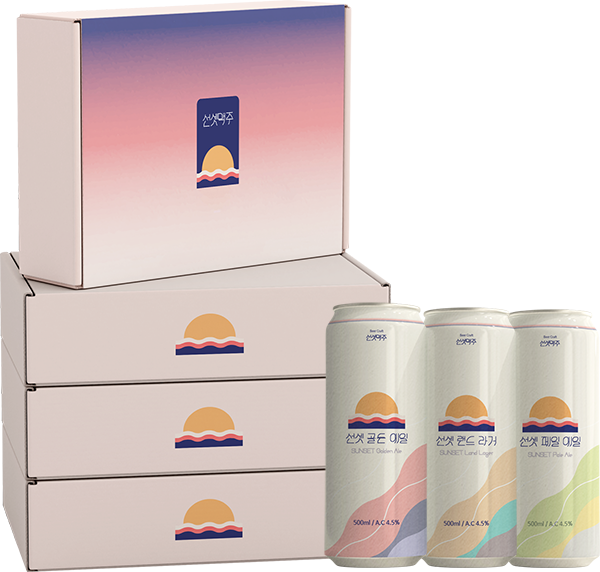 선셋맥주
Beer Craft
선셋맥주
선셋 골든 에일
SUNSET Golden Ale
500ml / A.C 4.5%
Beer Craft
선셋맥주
선셋 랜드 라거
SUNSET Land Lager
500ml / A.C 4.5%
Beer Craft
선셋맥주
선셋 페일 에일
SUNSET Pale Ale
500ml / A.C 4.5%